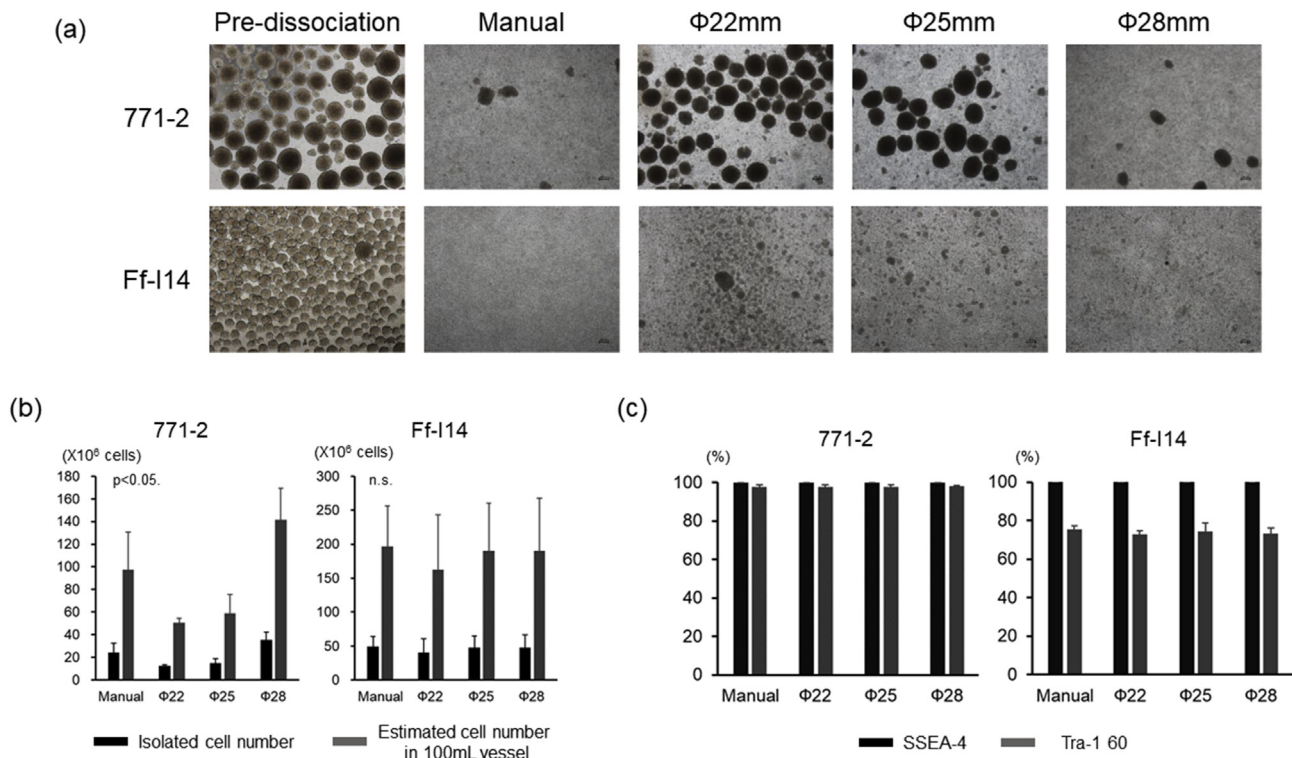 (a)
Pre-dissociation Manual Φ22mm Φ25mm Φ28mm
771-2
Ff-I14
(b)
771-2
(X10⁶ cells)
p<0.05.
180
160
140
120
100
80
60
40
20
0
Manual Φ22 Φ25 Φ28
Ff-I14
(X10⁶ cells)
n.s.
300
250
200
150
100
50
0
Manual Φ22 Φ25 Φ28
Isolated cell number
Estimated cell number
in 100mL vessel
(c)
771-2
(%)
100
80
60
40
20
0
Manual Φ22 Φ25 Φ28
Ff-I14
(%)
100
80
60
40
20
0
Manual Φ22 Φ25 Φ28
SSEA-4 Tra-1 60